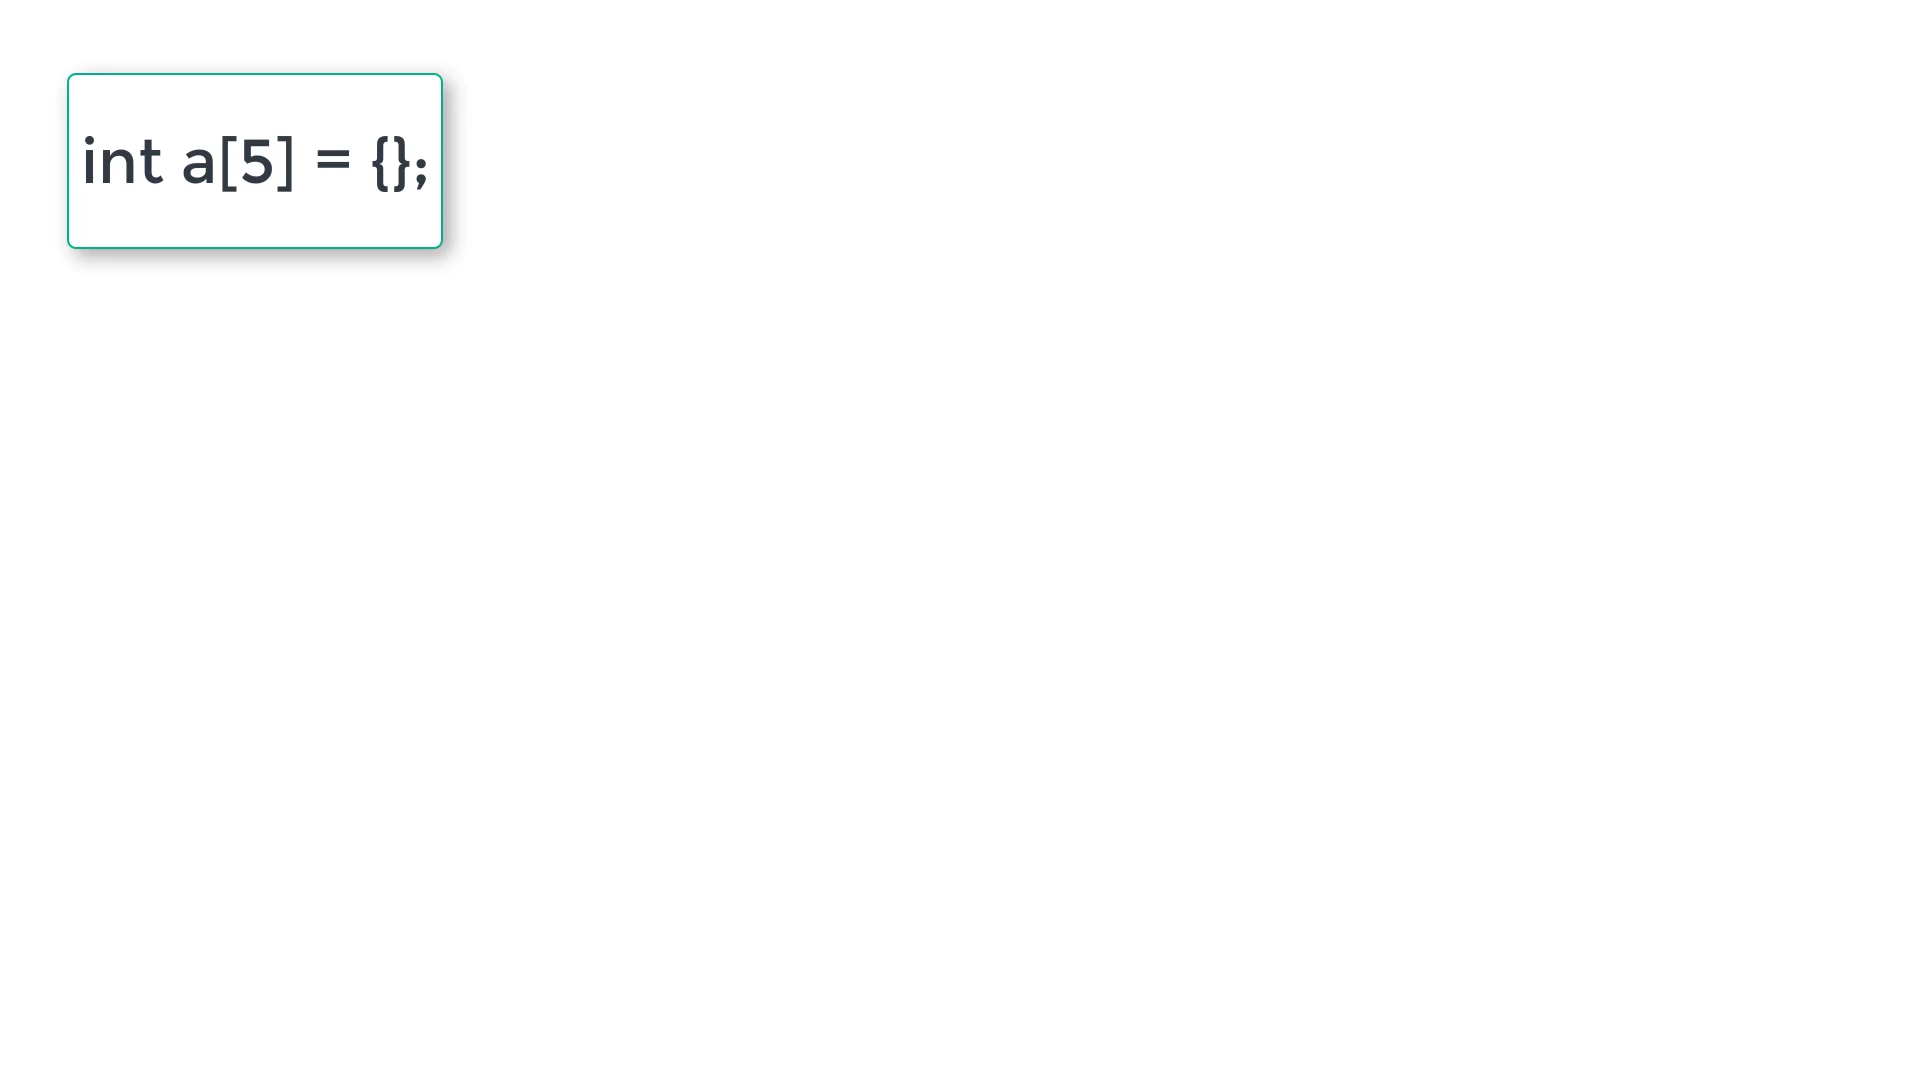 int a[5] = {};